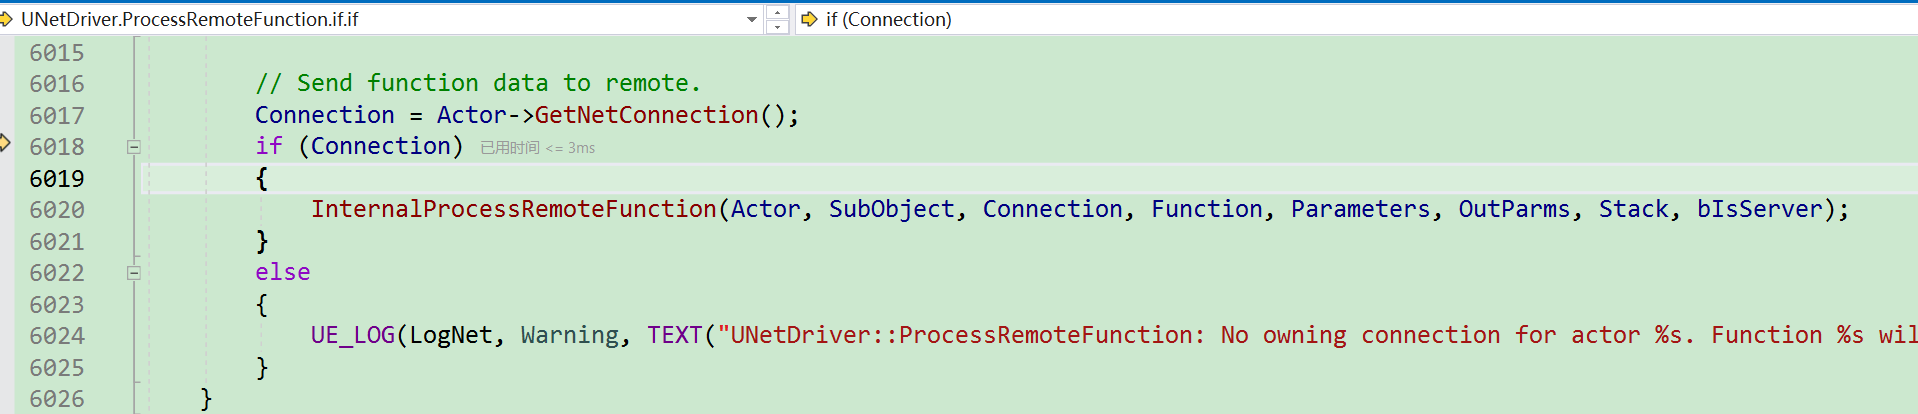 UNetDriver.ProcessRemoteFunction.if.if
if (Connection)
6015
6016 // Send function data to remote.
6017 Connection = Actor->GetNetConnection();
6018 if (Connection) 已用时间 <= 3ms
6019 {
6020 InternalProcessRemoteFunction(Actor, SubObject, Connection, Function, Parameters, OutParms, Stack, bIsServer);
6021 }
6022 else
6023 {
6024 UE_LOG(LogNet, Warning, TEXT("UNetDriver::ProcessRemoteFunction: No owning connection for actor %s. Function %s wil
6025 }
6026 }